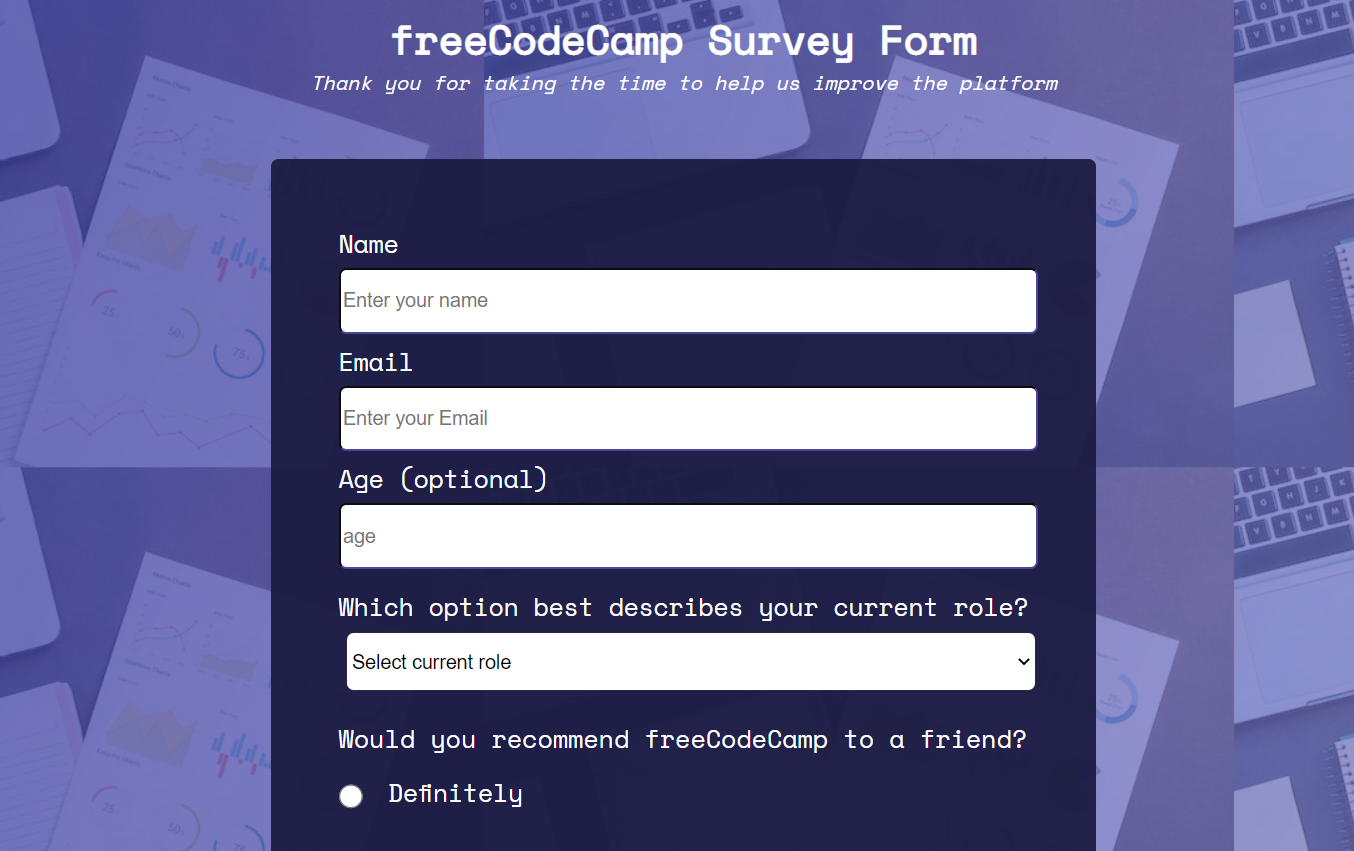 freeCodeCamp Survey Form
Thank you for taking the time to help us improve the platform
Name
Enter your name
Email
Enter your Email
Age (optional)
age
Which option best describes your current role?
Select current role
Would you recommend freeCodeCamp to a friend?
Definitely